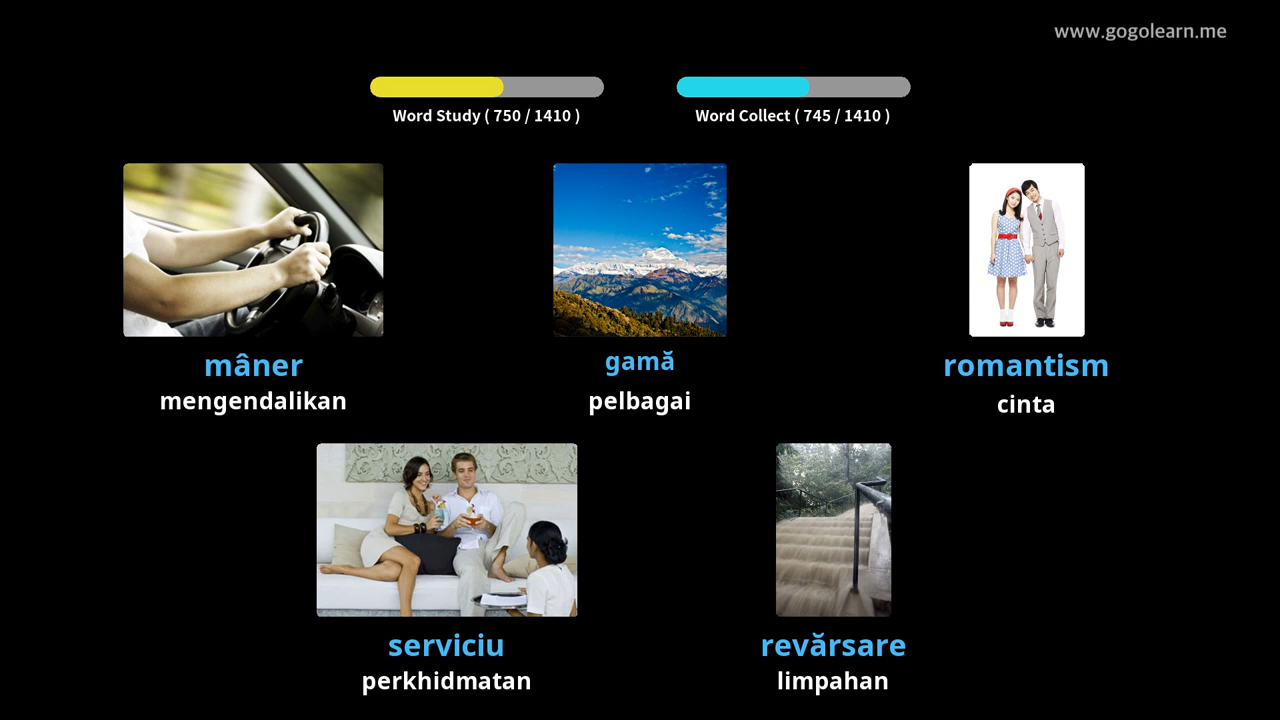 www.gogolearn.me
Word Study ( 750 / 1410 )
Word Collect ( 745 / 1410 )
mâner
mengendalikan
gamă
pelbagai
romantism
cinta
serviciu
perkhidmatan
revărsare
limpahan